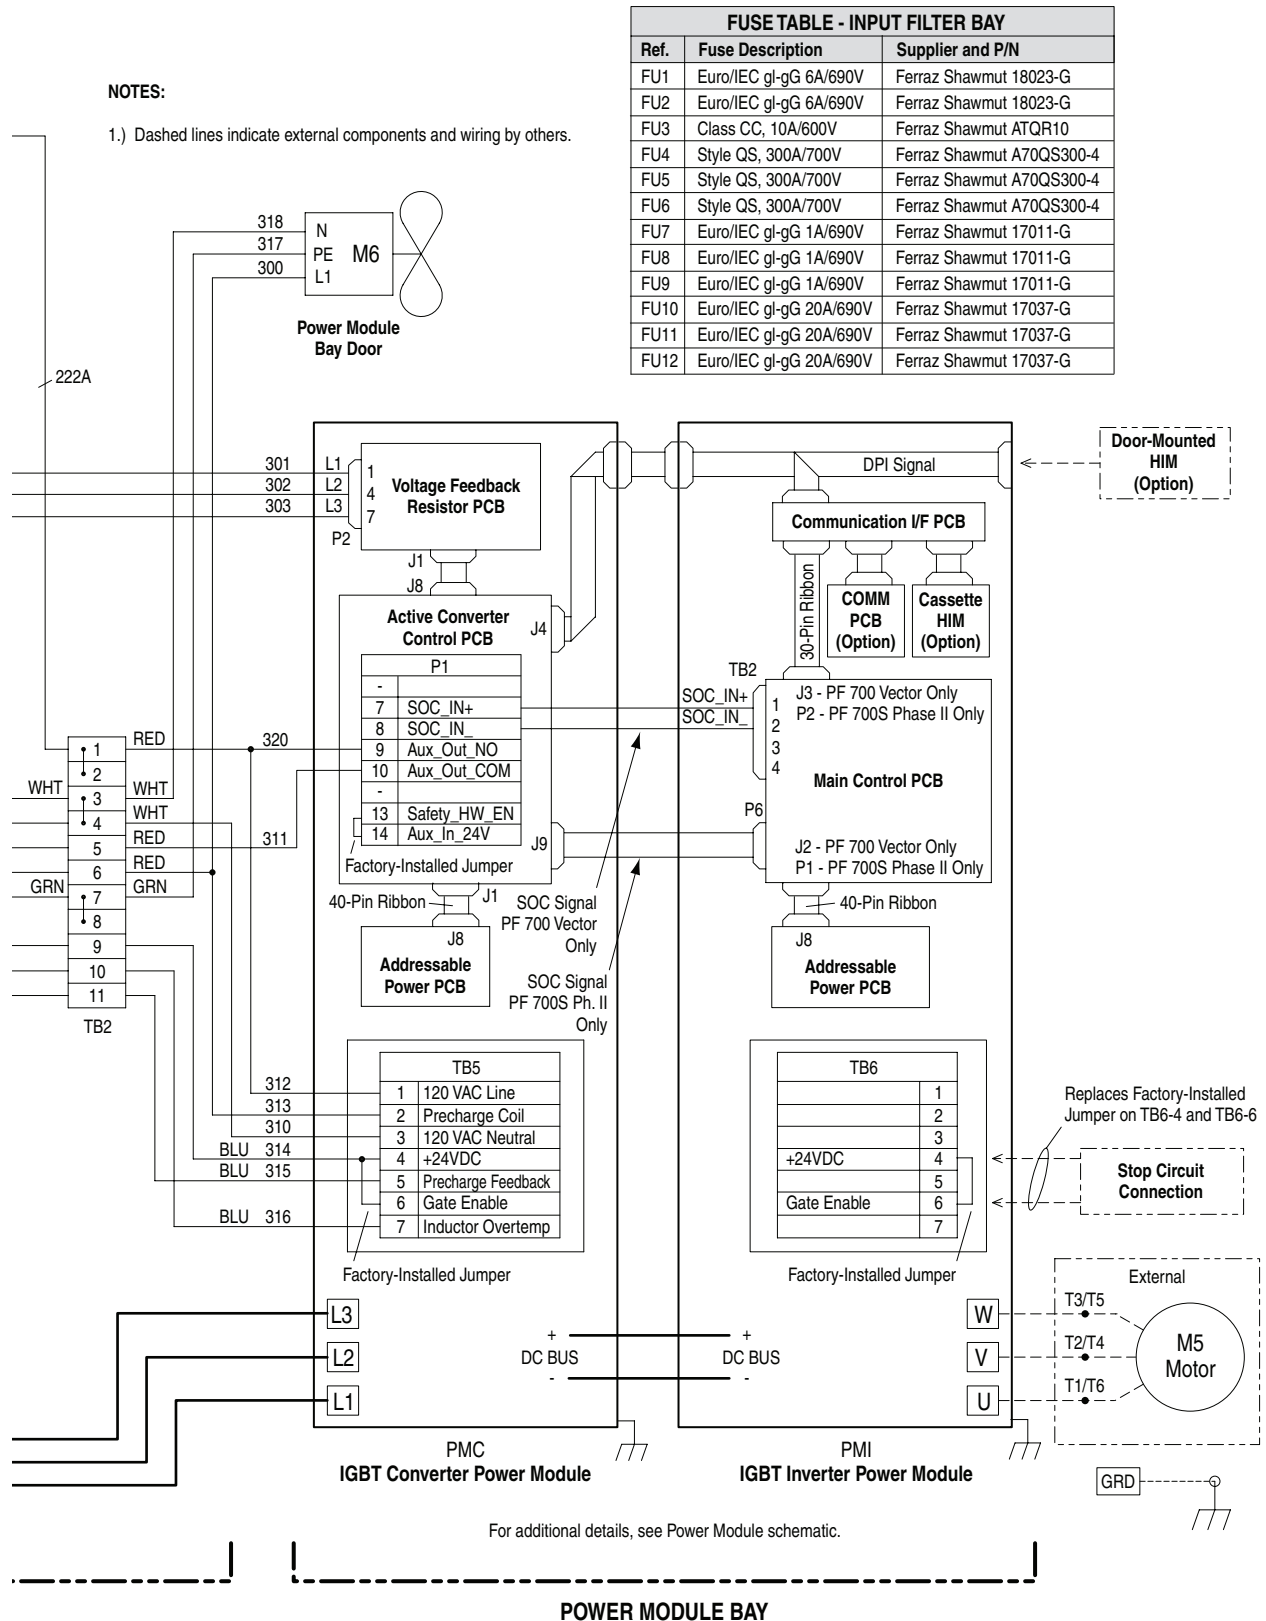 FUSE TABLE - INPUT FILTER BAY
Ref. Fuse Description Supplier and P/N
FU1 Euro/IEC gl-gG 6A/690V Ferraz Shawmut 18023-G
FU2 Euro/IEC gl-gG 6A/690V Ferraz Shawmut 18023-G
FU3 Class CC, 10A/600V Ferraz Shawmut ATQR10
FU4 Style QS, 300A/700V Ferraz Shawmut A70QS300-4
FU5 Style QS, 300A/700V Ferraz Shawmut A70QS300-4
FU6 Style QS, 300A/700V Ferraz Shawmut A70QS300-4
FU7 Euro/IEC gl-gG 1A/690V Ferraz Shawmut 17011-G
FU8 Euro/IEC gl-gG 1A/690V Ferraz Shawmut 17011-G
FU9 Euro/IEC gl-gG 1A/690V Ferraz Shawmut 17011-G
FU10 Euro/IEC gl-gG 20A/690V Ferraz Shawmut 17037-G
FU11 Euro/IEC gl-gG 20A/690V Ferraz Shawmut 17037-G
FU12 Euro/IEC gl-gG 20A/690V Ferraz Shawmut 17037-G
NOTES:
1.) Dashed lines indicate external components and wiring by others.
318 N
317 PE M6
300 L1
Power Module
Bay Door
222A
301 L1 1
302 L2 4
303 L3 7
P2
Voltage Feedback
Resistor PCB
J1
J8
Active Converter
Control PCB
J4
P1
-
7 SOC_IN+
8 SOC_IN_
9 Aux_Out_NO
10 Aux_Out_COM
-
13 Safety_HW_EN
14 Aux_In_24V
Factory-Installed Jumper
J9
J1
40-Pin Ribbon
J8
Addressable
Power PCB
1 RED 320
2
WHT 3 WHT
4 WHT
5 RED 311
6 RED
GRN 7 GRN
8
9
10
11
TB2
SOC Signal
PF 700 Vector
Only
SOC Signal
PF 700S Ph. II
Only
DPI Signal
Door-Mounted
HIM
(Option)
Communication I/F PCB
30-Pin Ribbon
COMM
PCB
(Option)
Cassette
HIM
(Option)
TB2
SOC_IN+ 1
SOC_IN_ 2
3
4
J3 - PF 700 Vector Only
P2 - PF 700S Phase II Only
Main Control PCB
P6
J2 - PF 700 Vector Only
P1 - PF 700S Phase II Only
40-Pin Ribbon
J8
Addressable
Power PCB
TB5
312 1 120 VAC Line
313 2 Precharge Coil
310 3 120 VAC Neutral
BLU 314 4 +24VDC
BLU 315 5 Precharge Feedback
6 Gate Enable
BLU 316 7 Inductor Overtemp
Factory-Installed Jumper
TB6
1
2
3
+24VDC 4
5
Gate Enable 6
7
Factory-Installed Jumper
Replaces Factory-Installed
Jumper on TB6-4 and TB6-6
Stop Circuit
Connection
L3
L2
L1
+ +
DC BUS DC BUS
- -
W
V
U
External
T3/T5
T2/T4
T1/T6
M5
Motor
PMC
IGBT Converter Power Module
PMI
IGBT Inverter Power Module
GRD
For additional details, see Power Module schematic.
POWER MODULE BAY